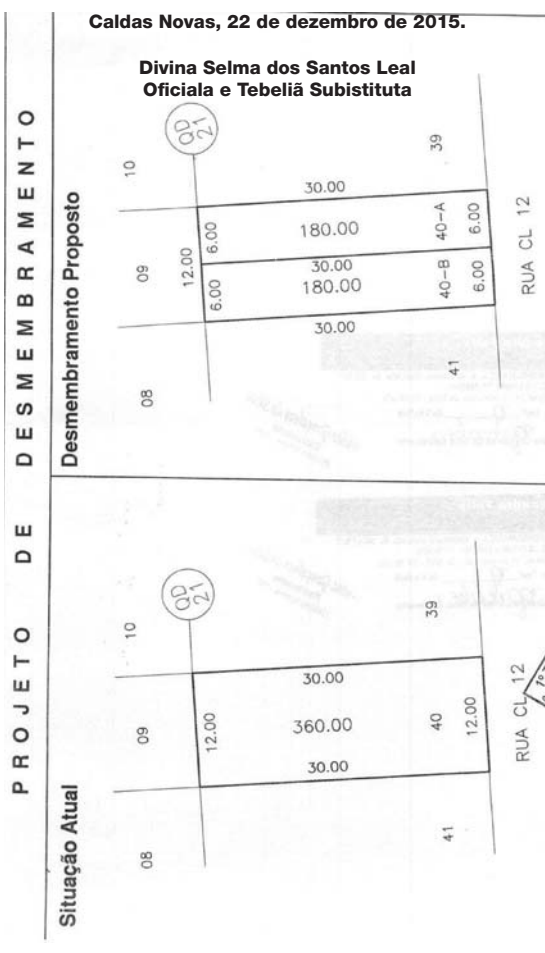 Caldas Novas, 22 de dezembro de 2015.
Divina Selma dos Santos Leal
Oficiala e Tebeliã Subistituta
PROJETO DE DESMEMBRAMENTO
Situação Atual
08
09
10
QD
21
12.00
30.00
360.00
30.00
41
40
39
12.00
RUA CL 12
Desmembramento Proposto
08
09
10
QD
21
12.00
6.00
6.00
30.00
180.00
30.00
180.00
30.00
41
40-B
40-A
39
6.00
6.00
RUA CL 12